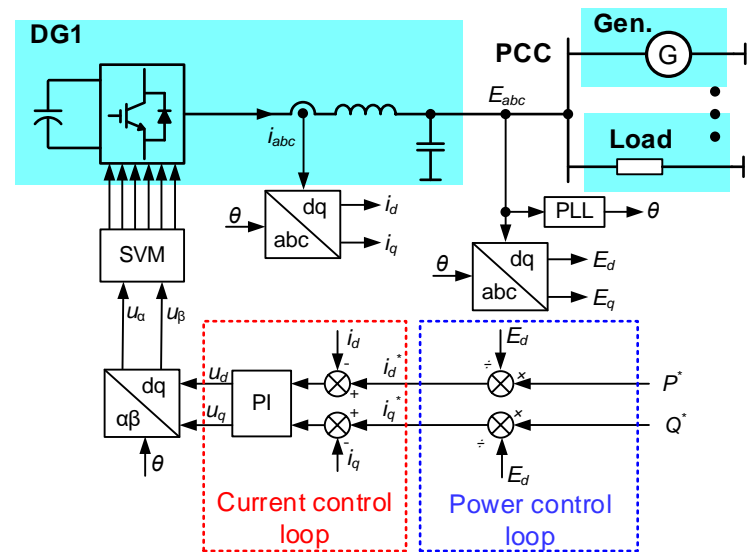 DG1
Gen.
PCC
G
E_abc
i_abc
Load
θ
dq
abc
i_d
i_q
PLL
θ
SVM
θ
dq
abc
E_d
E_q
u_α
u_β
i_d
E_d
-
÷
×
u_d
i_d^*
P^*
+
dq
αβ
PI
u_q
+
i_q^*
×
Q^*
-
÷
θ
i_q
E_d
Current control
loop
Power control
loop